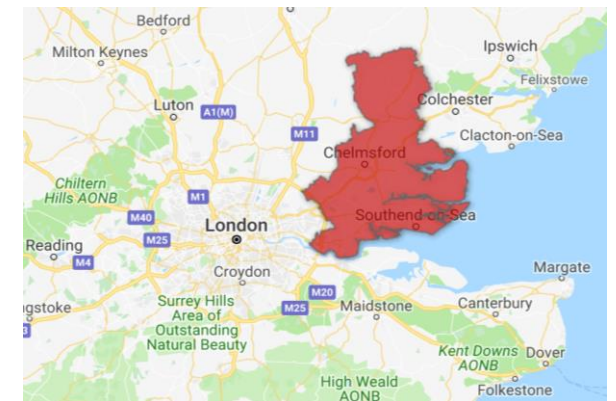 Bedford
Milton Keynes
Ipswich
Felixstowe
Luton
A1(M)
Colchester
M11
Clacton-on-Sea
Chelmsford
Chiltern
Hills AONB
M1
M40
London
Southend-on-Sea
M25
Reading
M4
Croydon
Margate
M20
ngstoke
Surrey Hills
Area of
Outstanding
Natural Beauty
M25
Maidstone
Canterbury
3
Kent Downs
AONB
Dover
High Weald
AONB
Folkestone